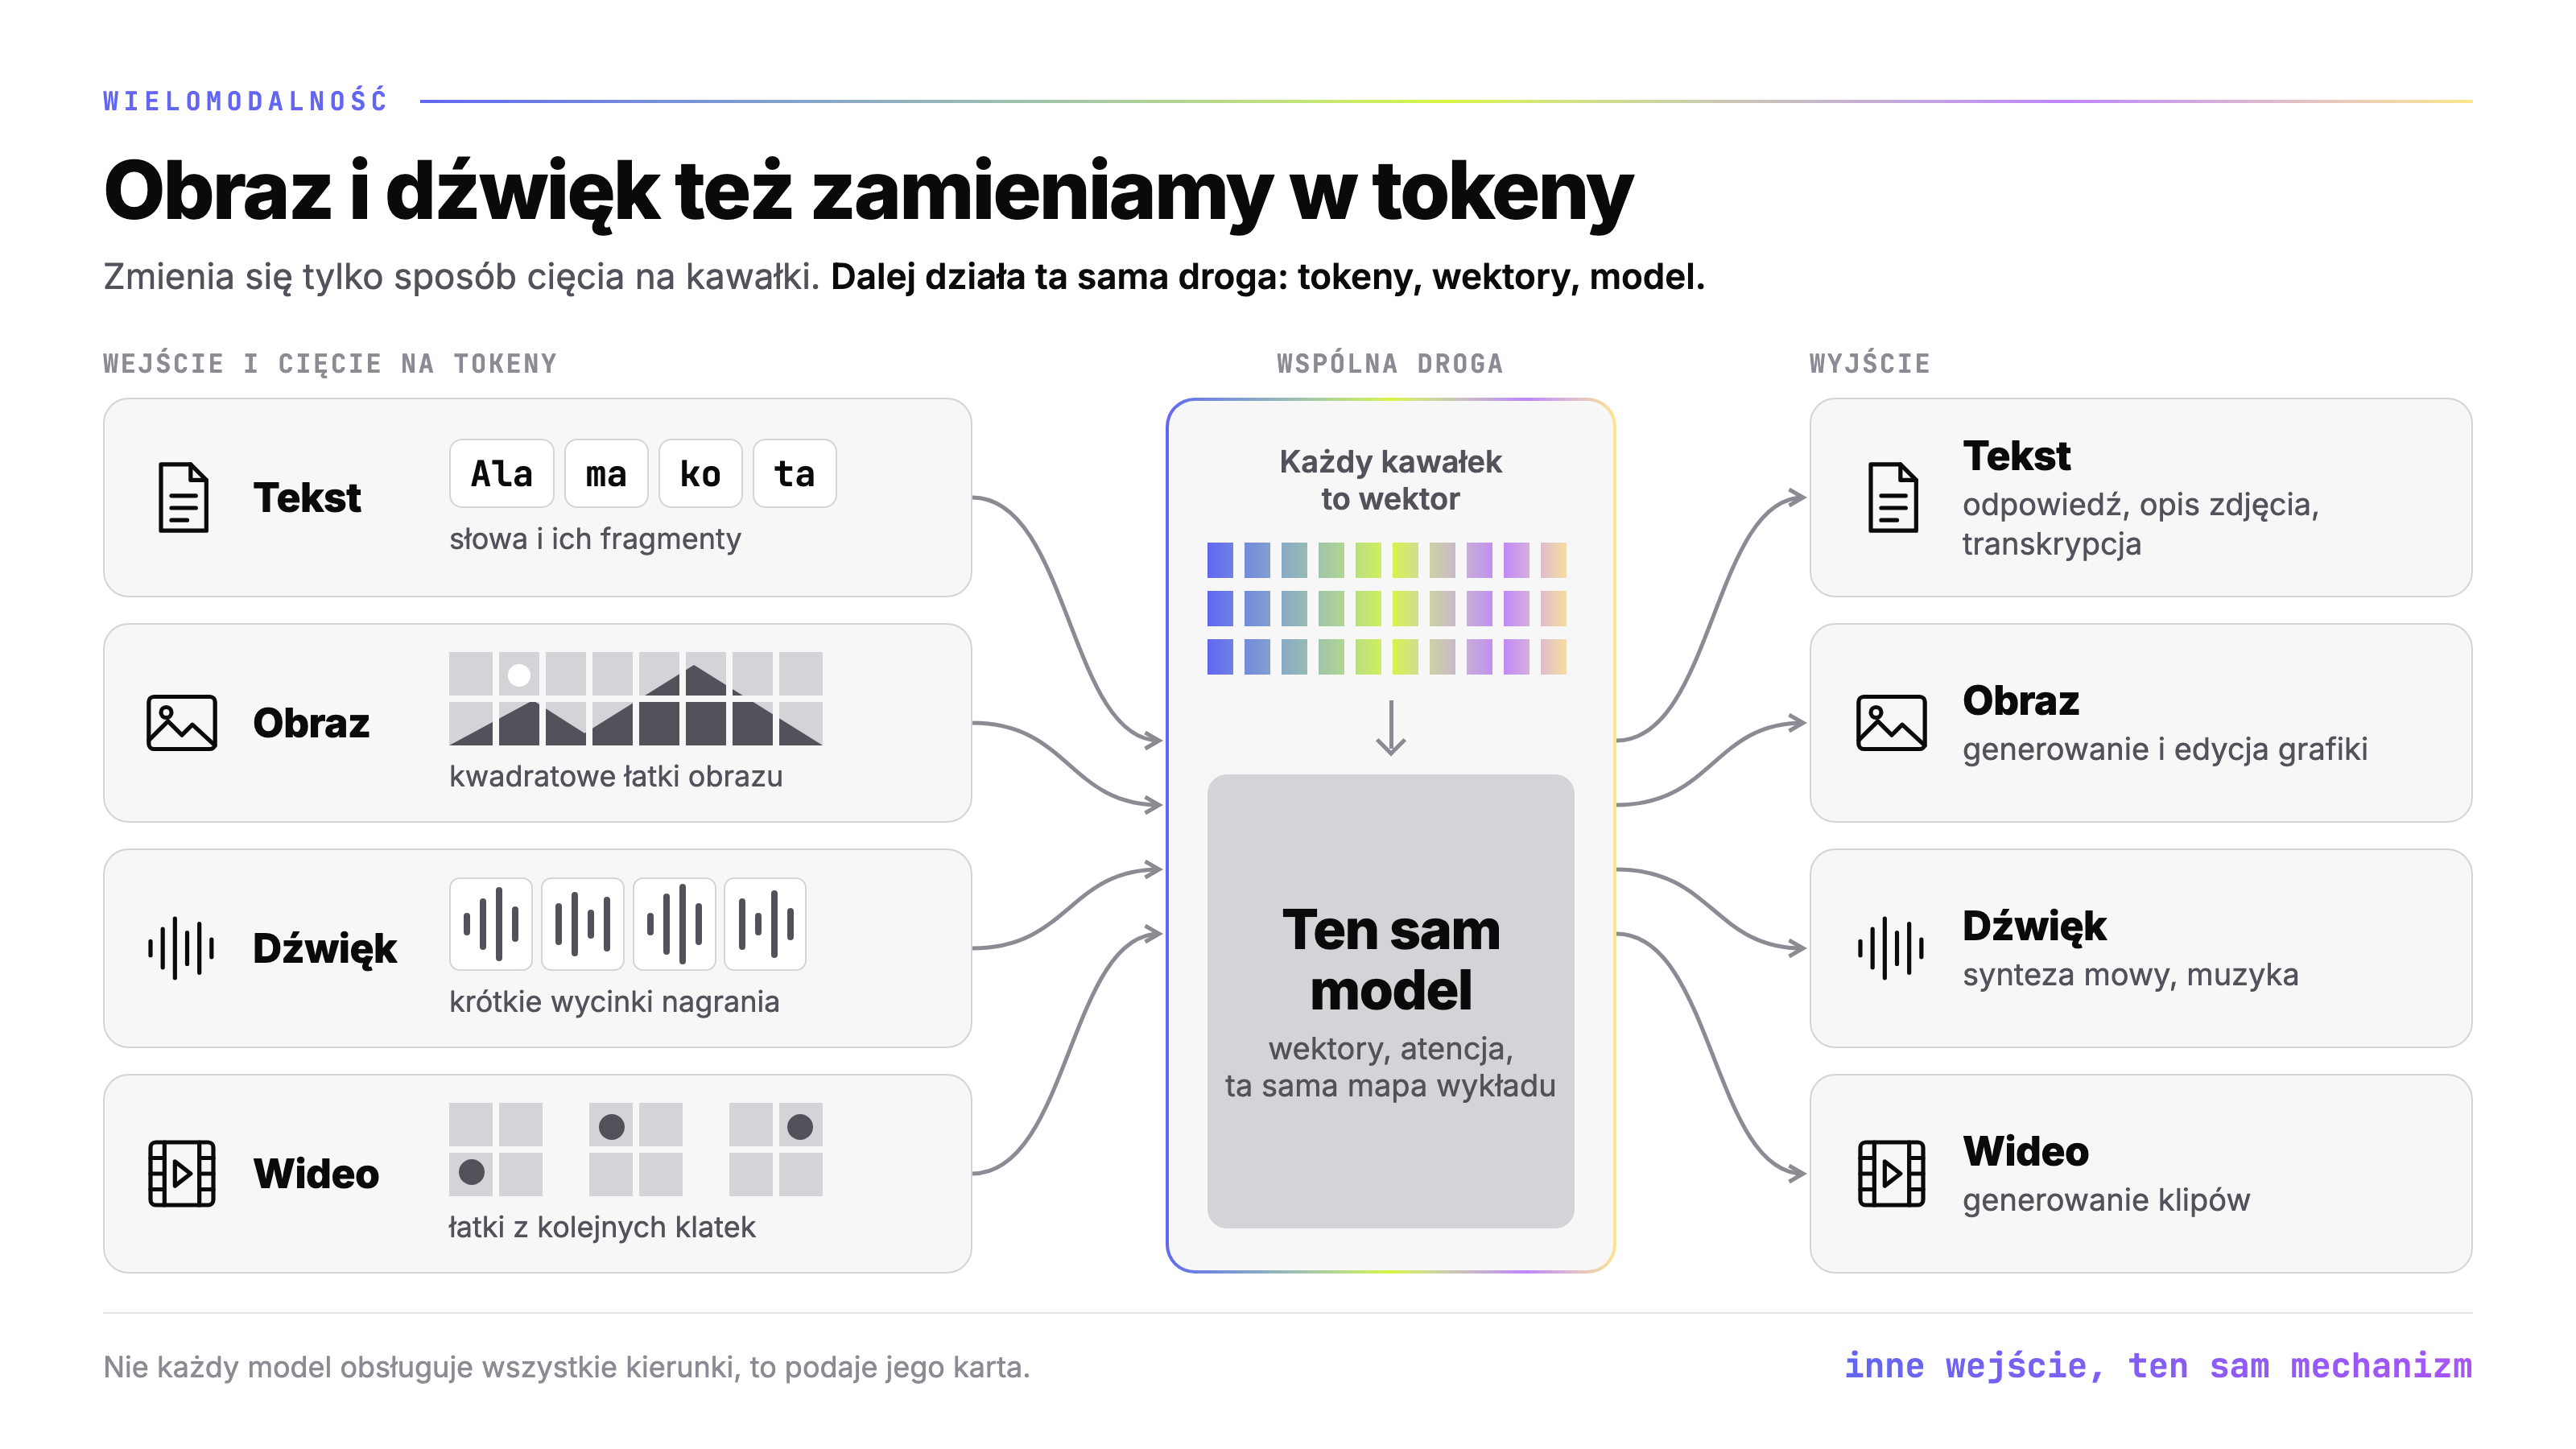 WIELOMODALNOŚĆ
Obraz i dźwięk też zamieniamy w tokeny
Zmienia się tylko sposób cięcia na kawałki. Dalej działa ta sama droga: tokeny, wektory, model.
WEJŚCIE I CIĘCIE NA TOKENY
Tekst
Ala ma ko ta
słowa i ich fragmenty
Obraz
kwadratowe łatki obrazu
Dźwięk
krótkie wycinki nagrania
Wideo
łatki z kolejnych klatek
WSPÓLNA DROGA
Każdy kawałek
to wektor
Ten sam
model
wektory, atencja,
ta sama mapa wykładu
WYJŚCIE
Tekst
odpowiedź, opis zdjęcia,
transkrypcja
Obraz
generowanie i edycja grafiki
Dźwięk
synteza mowy, muzyka
Wideo
generowanie klipów
Nie każdy model obsługuje wszystkie kierunki, to podaje jego karta.
inne wejście, ten sam mechanizm